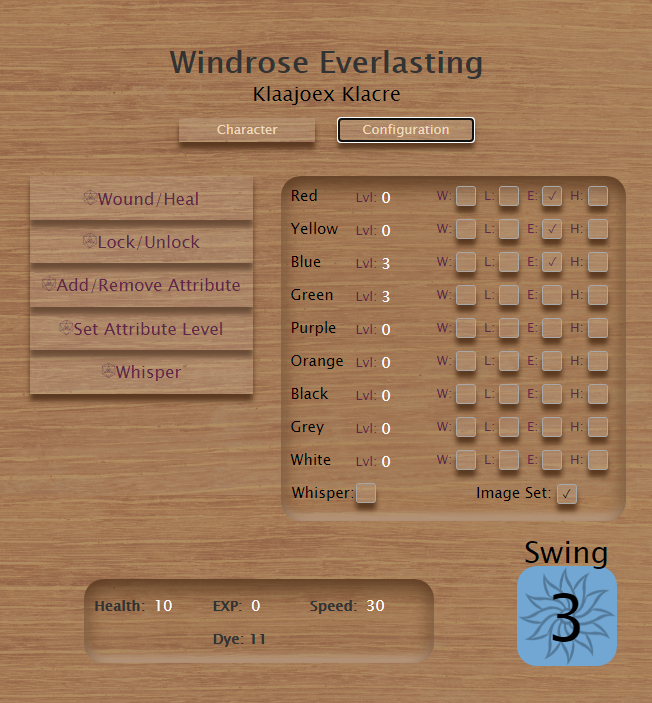 Windrose Everlasting
Klaajoex Klacre
Character Configuration
Wound/Heal
Lock/Unlock
Add/Remove Attribute
Set Attribute Level
Whisper
Red Lvl: 0 W: L: E: ✓ H:
Yellow Lvl: 0 W: L: E: ✓ H:
Blue Lvl: 3 W: L: E: ✓ H:
Green Lvl: 3 W: L: E: H:
Purple Lvl: 0 W: L: E: H:
Orange Lvl: 0 W: L: E: H:
Black Lvl: 0 W: L: E: H:
Grey Lvl: 0 W: L: E: H:
White Lvl: 0 W: L: E: H:
Whisper: Image Set: ✓
Health: 10 EXP: 0 Speed: 30
Dye: 11
Swing
3